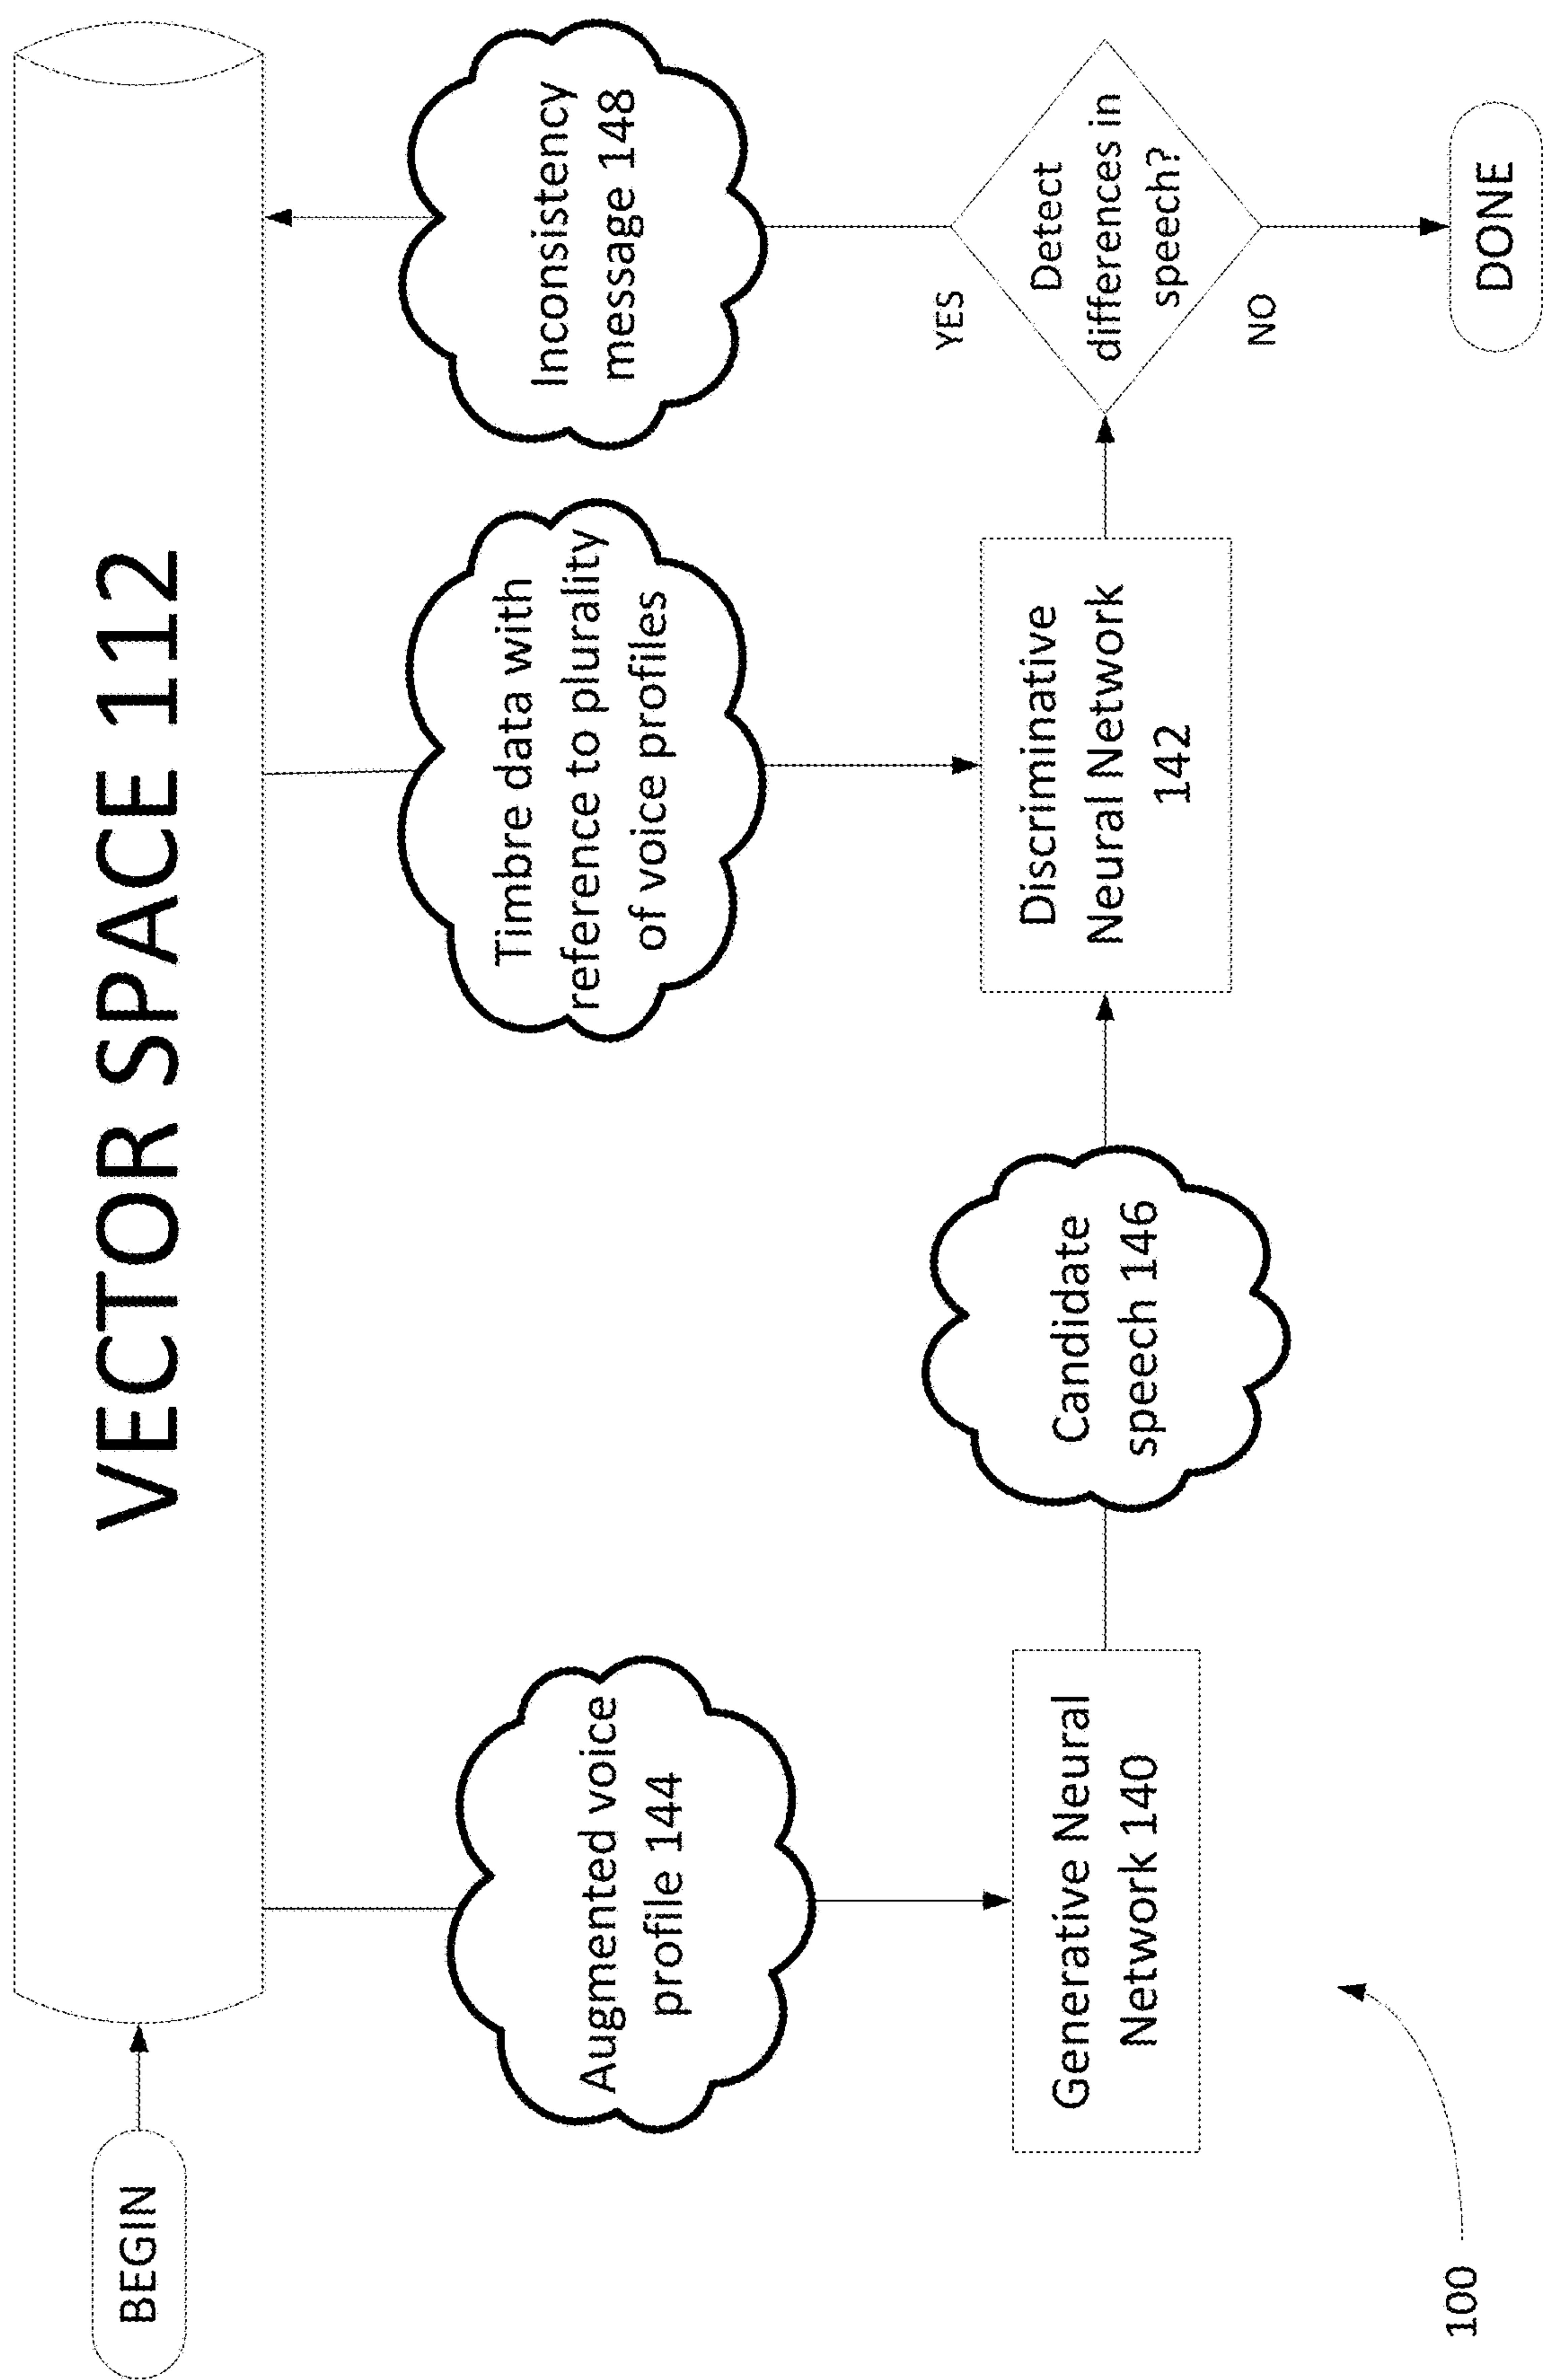 BEGIN
VECTOR SPACE 112
Augmented voice
profile 144
Timbre data with
reference to plurality
of voice profiles
Inconsistency
message 148
Generative Neural
Network 140
Candidate
speech 146
Discriminative
Neural Network
142
YES
Detect
differences in
speech?
NO
DONE
100